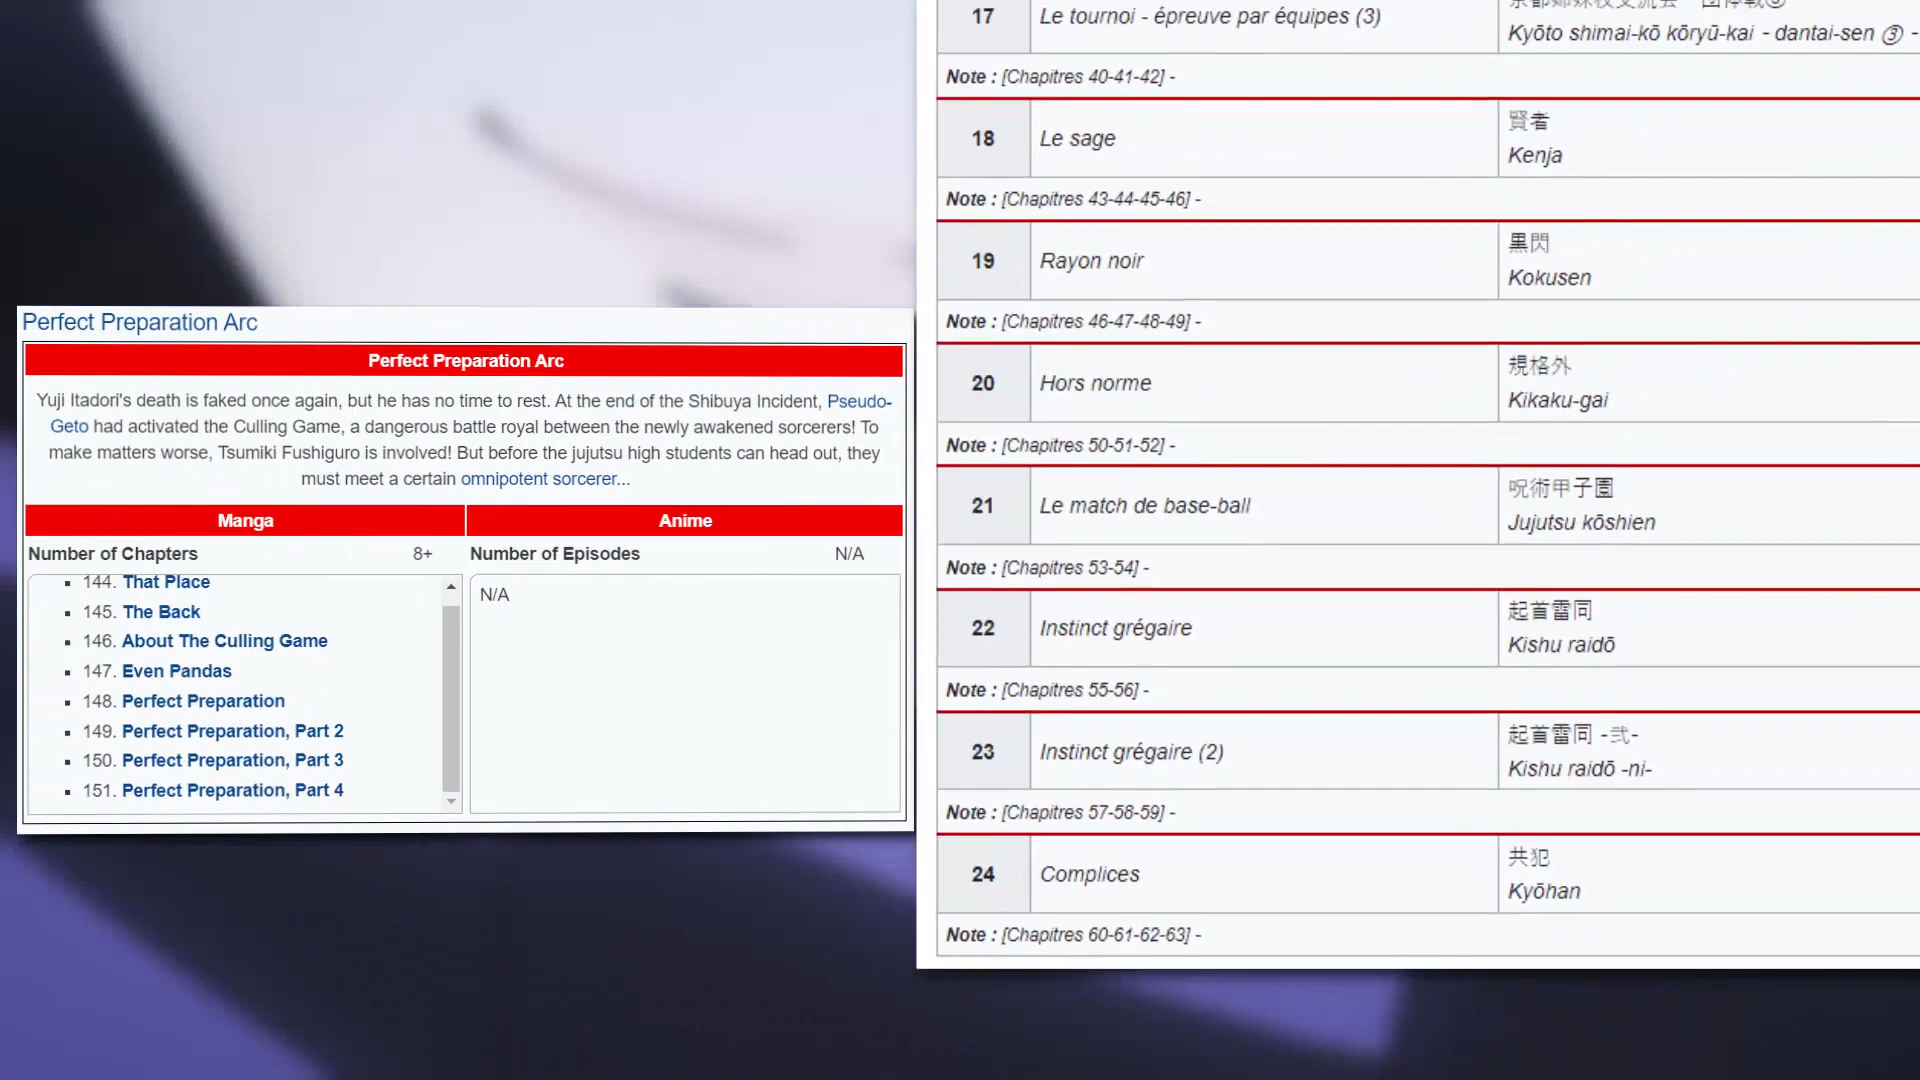 Perfect Preparation Arc
Perfect Preparation Arc
Yuji Itadori's death is faked once again, but he has no time to rest. At the end of the Shibuya Incident, Pseudo-
Geto had activated the Culling Game, a dangerous battle royal between the newly awakened sorcerers! To
make matters worse, Tsumiki Fushiguro is involved! But before the jujutsu high students can head out, they
must meet a certain omnipotent sorcerer...
Manga
Anime
Number of Chapters 8+
Number of Episodes N/A
144. That Place
145. The Back
146. About The Culling Game
147. Even Pandas
148. Perfect Preparation
149. Perfect Preparation, Part 2
150. Perfect Preparation, Part 3
151. Perfect Preparation, Part 4
N/A
17 Le tournoi - épreuve par équipes (3)
Kyōto shimai-kō kōryū-kai - dantai-sen ③ -
Note : [Chapitres 40-41-42] -
18 Le sage
賢者
Kenja
Note : [Chapitres 43-44-45-46] -
19 Rayon noir
黒閃
Kokusen
Note : [Chapitres 46-47-48-49] -
20 Hors norme
規格外
Kikaku-gai
Note : [Chapitres 50-51-52] -
21 Le match de base-ball
呪術甲子園
Jujutsu kōshien
Note : [Chapitres 53-54] -
22 Instinct grégaire
起首雷同
Kishu raidō
Note : [Chapitres 55-56] -
23 Instinct grégaire (2)
起首雷同 -弐-
Kishu raidō -ni-
Note : [Chapitres 57-58-59] -
24 Complices
共犯
Kyōhan
Note : [Chapitres 60-61-62-63] -